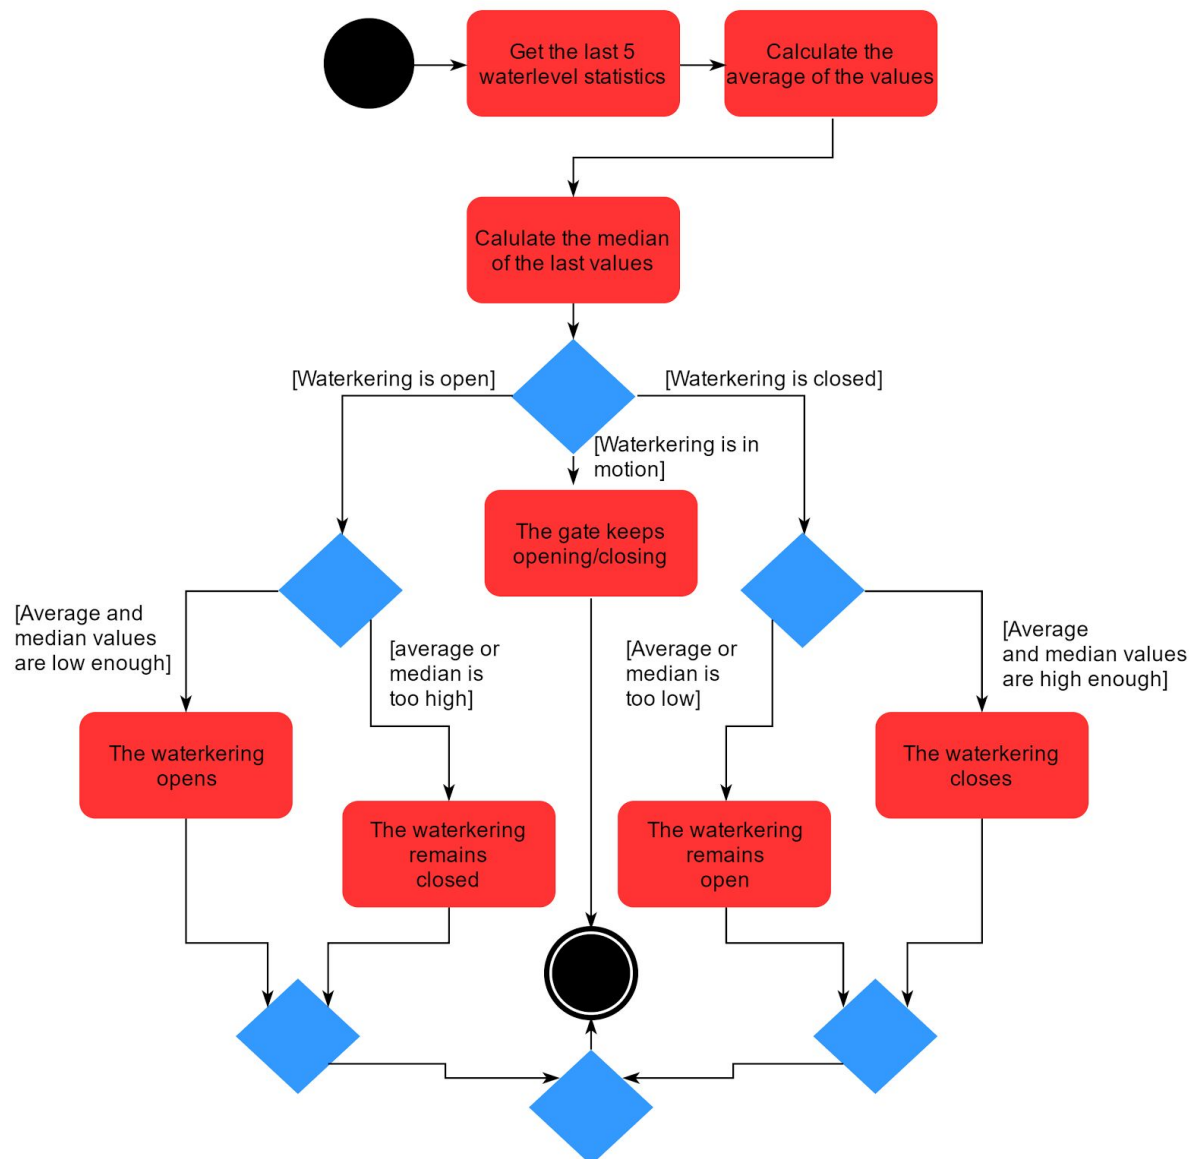 Get the last 5
waterlevel statistics
Calculate the
average of the values
Calulate the median
of the last values
[Waterkering is open]
[Waterkering is closed]
[Waterkering is in
motion]
The gate keeps
opening/closing
[Average and
median values
are low enough]
[average or
median is
too high]
[Average or
median is
too low]
[Average
and median values
are high enough]
The waterkering
opens
The waterkering
closes
The waterkering
remains
closed
The waterkering
remains
open